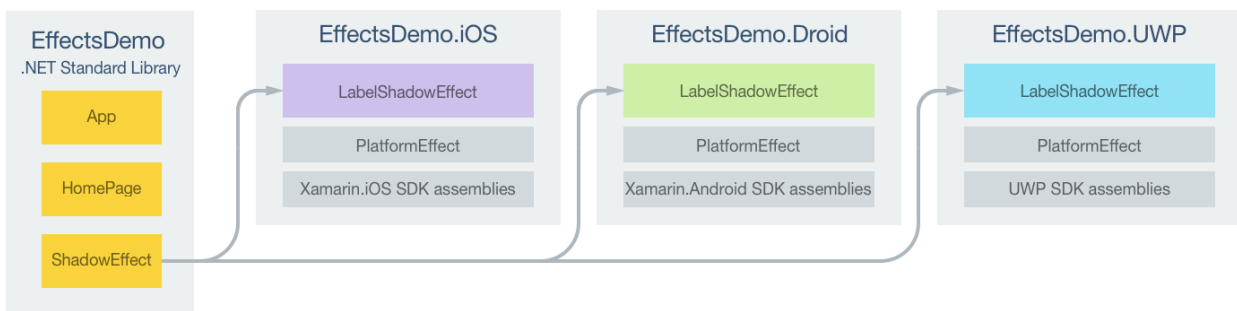 EffectsDemo
.NET Standard Library
App
HomePage
ShadowEffect
EffectsDemo.iOS
LabelShadowEffect
PlatformEffect
Xamarin.iOS SDK assemblies
EffectsDemo.Droid
LabelShadowEffect
PlatformEffect
Xamarin.Android SDK assemblies
EffectsDemo.UWP
LabelShadowEffect
PlatformEffect
UWP SDK assemblies